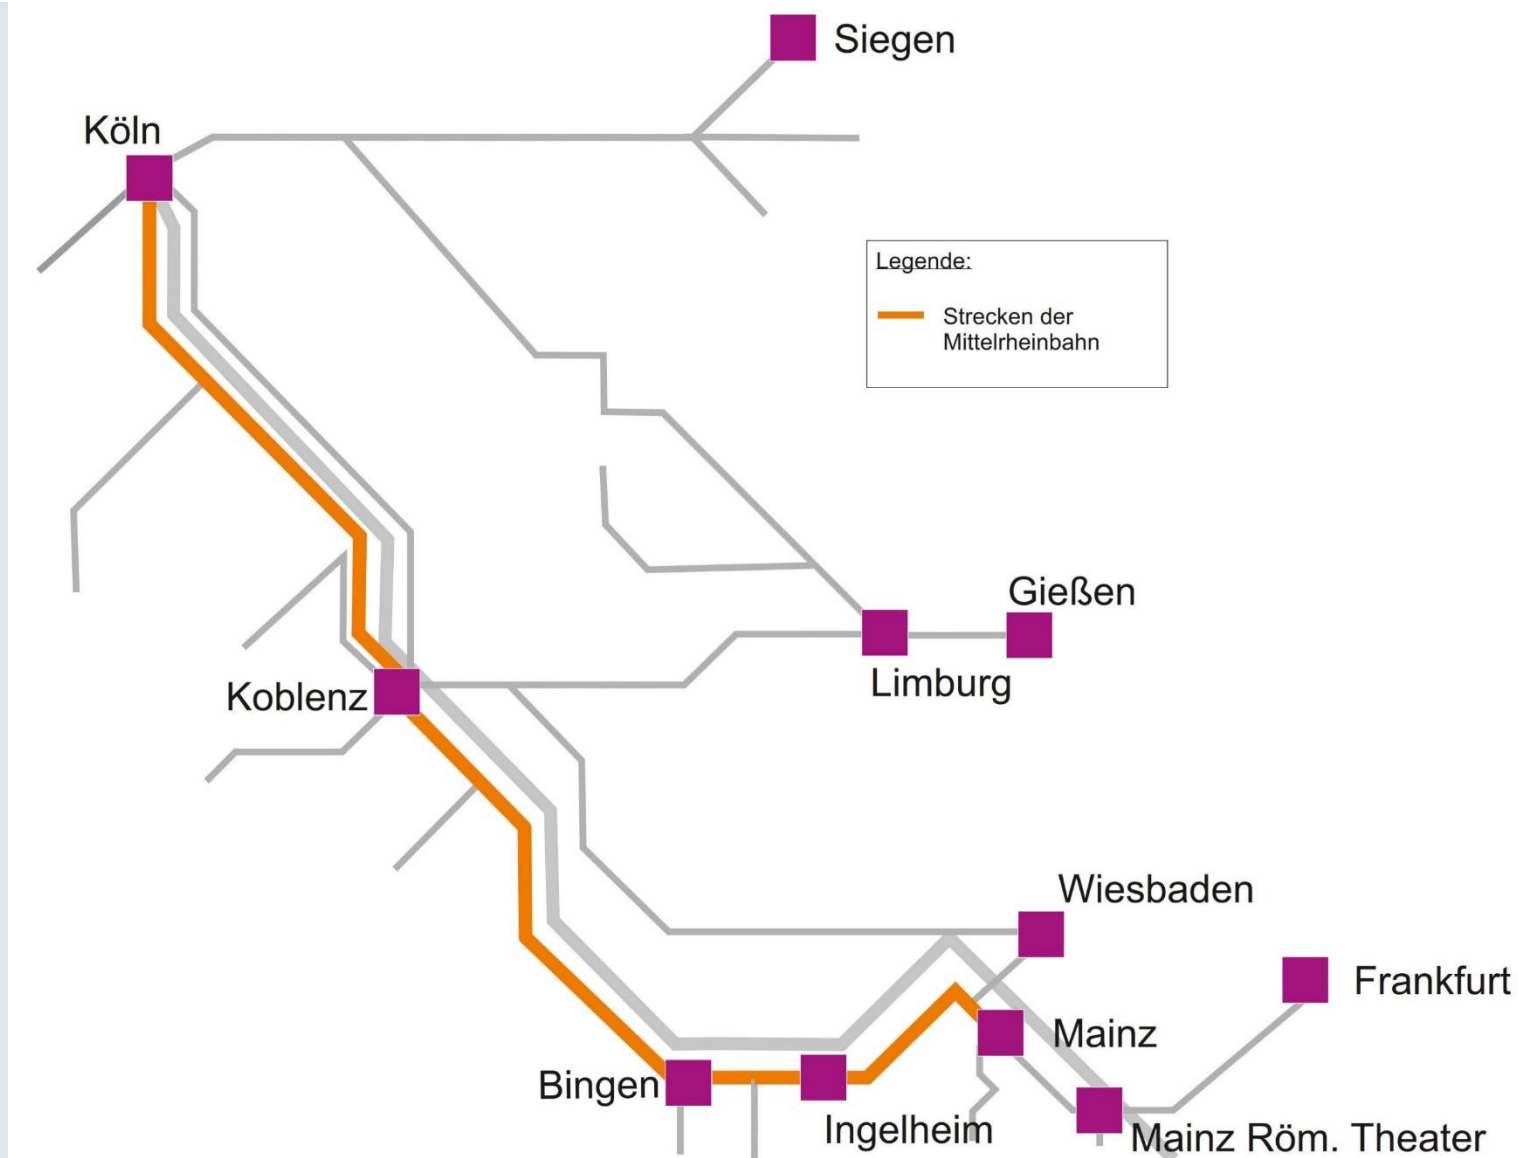 Siegen
Köln
Legende:
Strecken der
Mittelrheinbahn
Gießen
Limburg
Koblenz
Wiesbaden
Frankfurt
Mainz
Bingen
Ingelheim
Mainz Röm. Theater